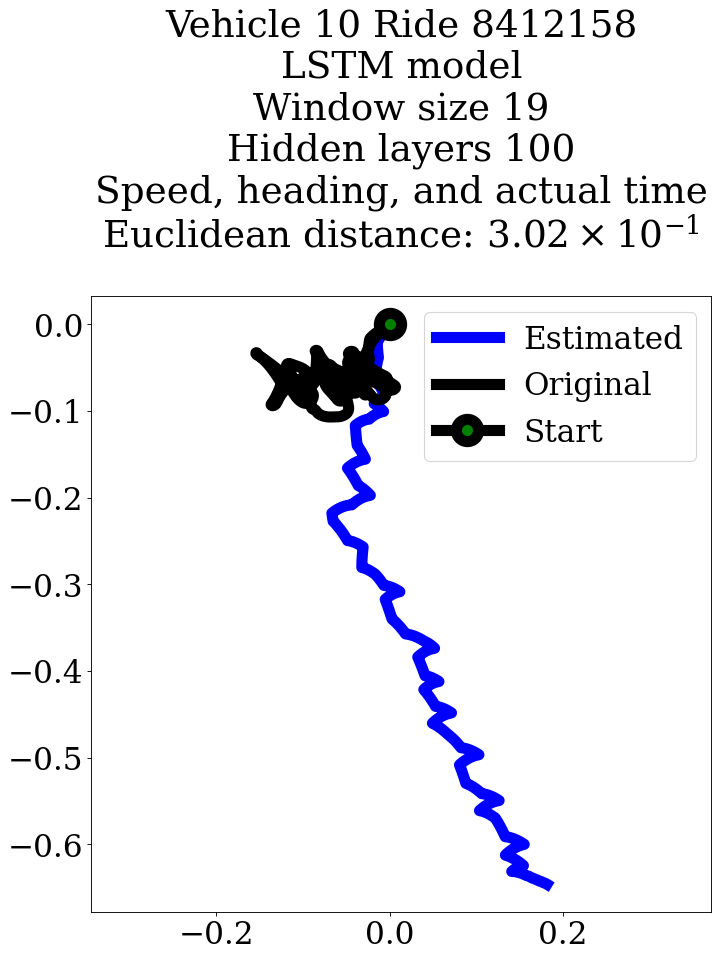 Vehicle 10 Ride 8412158
LSTM model
Window size 19
Hidden layers 100
Speed, heading, and actual time
Euclidean distance: 3.02 × 10⁻¹
Estimated
Original
Start
0.0
−0.1
−0.2
−0.3
−0.4
−0.5
−0.6
−0.2 0.0 0.2